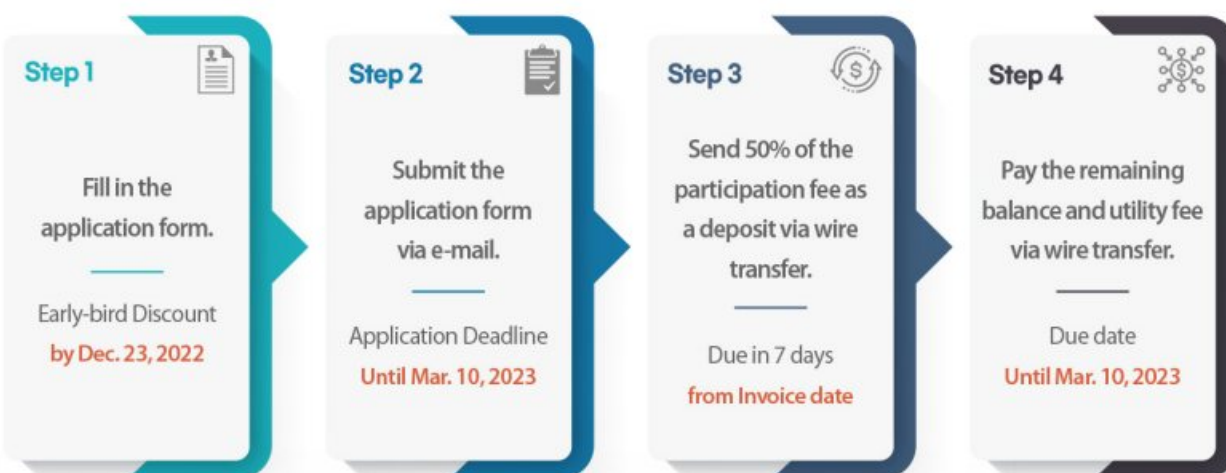 Step 1
Fill in the
application form.
Early-bird Discount
by Dec. 23, 2022
Step 2
Submit the
application form
via e-mail.
Application Deadline
Until Mar. 10, 2023
Step 3
Send 50% of the
participation fee as
a deposit via wire
transfer.
Due in 7 days
from Invoice date
Step 4
Pay the remaining
balance and utility fee
via wire transfer.
Due date
Until Mar. 10, 2023